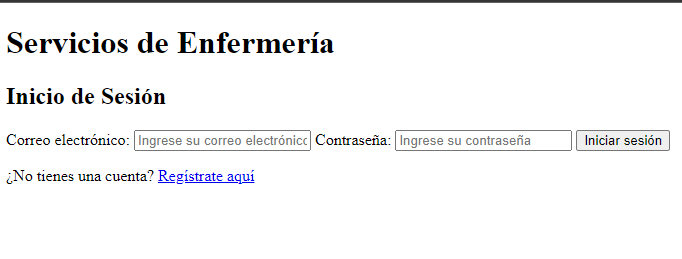 Servicios de Enfermería
Inicio de Sesión
Correo electrónico: Ingrese su correo electrónicc Contraseña: Ingrese su contraseña Iniciar sesión
¿No tienes una cuenta? Regístrate aquí